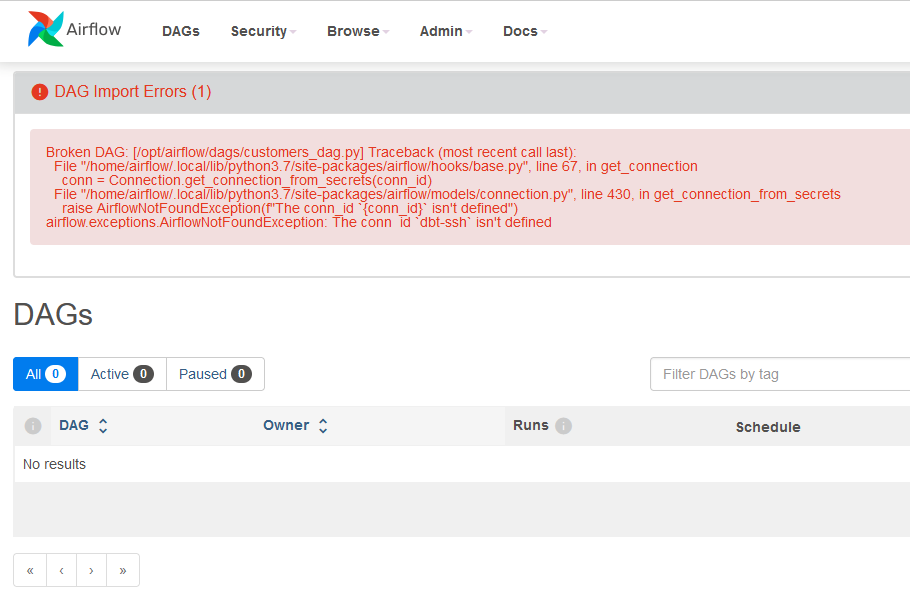 Airflow DAGs Security Browse Admin Docs
! DAG Import Errors (1)
Broken DAG: [/opt/airflow/dags/customers_dag.py] Traceback (most recent call last):
File "/home/airflow/.local/lib/python3.7/site-packages/airflow/hooks/base.py", line 67, in get_connection
conn = Connection.get_connection_from_secrets(conn_id)
File "/home/airflow/.local/lib/python3.7/site-packages/airflow/models/connection.py", line 430, in get_connection_from_secrets
raise AirflowNotFoundException(f"The conn_id `{conn_id}` isn't defined")
airflow.exceptions.AirflowNotFoundException: The conn_id `dbt-ssh` isn't defined
DAGs
All 0 Active 0 Paused 0 Filter DAGs by tag
i DAG Owner Runs i Schedule
No results
« ‹ › »